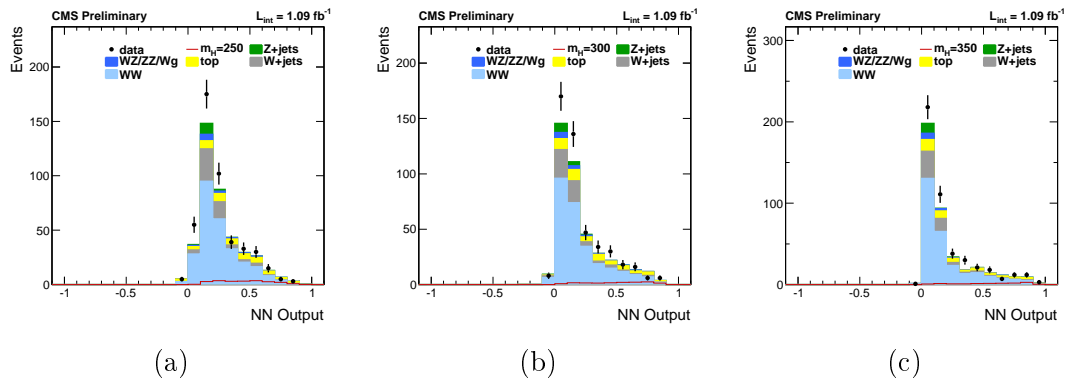 CMS Preliminary L_int = 1.09 fb⁻¹
Events
data m_H=250 Z+jets
WZ/ZZ/Wg top W+jets
WW
200
150
100
50
0
-1 -0.5 0 0.5 1
NN Output
(a)
CMS Preliminary L_int = 1.09 fb⁻¹
Events
data m_H=300 Z+jets
WZ/ZZ/Wg top W+jets
WW
200
150
100
50
0
-1 -0.5 0 0.5 1
NN Output
(b)
CMS Preliminary L_int = 1.09 fb⁻¹
Events
300
data m_H=350 Z+jets
WZ/ZZ/Wg top W+jets
WW
200
100
0
-1 -0.5 0 0.5 1
NN Output
(c)